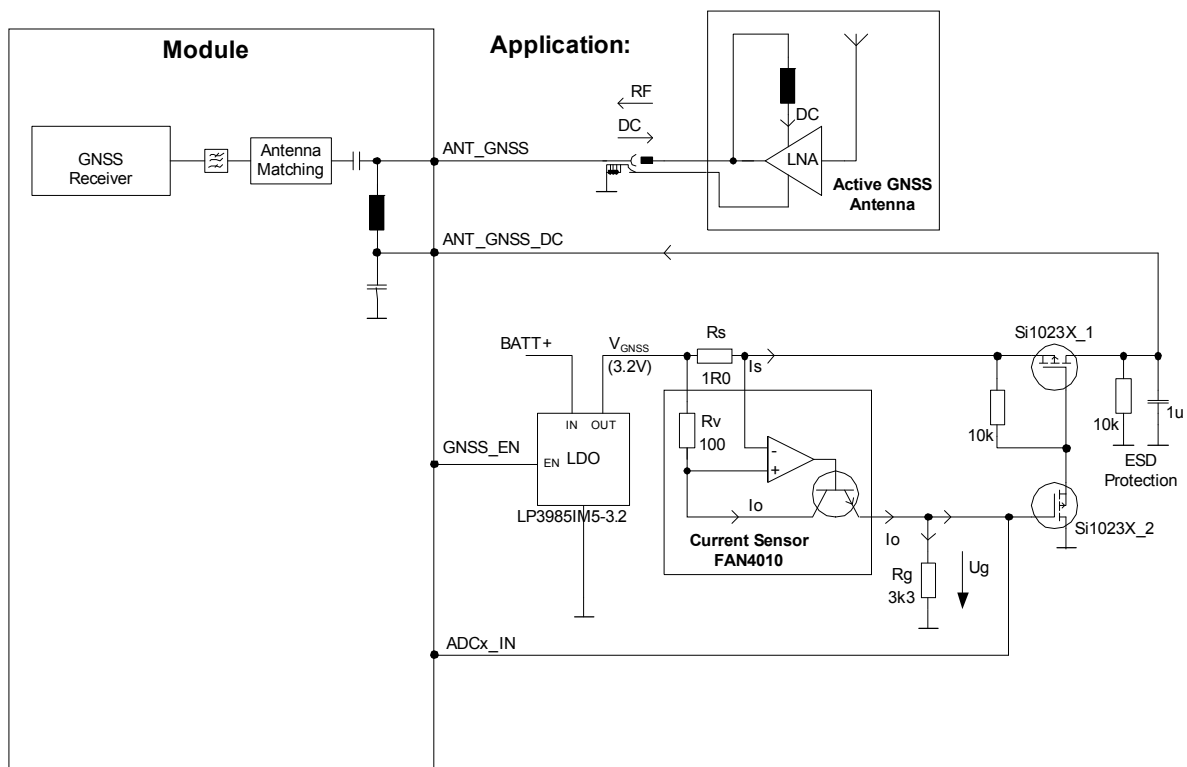 Module
Application:
GNSS
Receiver
Antenna
Matching
ANT_GNSS
RF
DC
DC
LNA
Active GNSS
Antenna
ANT_GNSS_DC
BATT+
VGNSS
(3.2V)
Rs
1R0
Is
Si1023X_1
10k
10k
1u
ESD
Protection
IN OUT
GNSS_EN
EN
LDO
LP3985IM5-3.2
Rv
100
-
+
Io
Current Sensor
FAN4010
Io
Rg
3k3
Ug
Si1023X_2
ADCx_IN